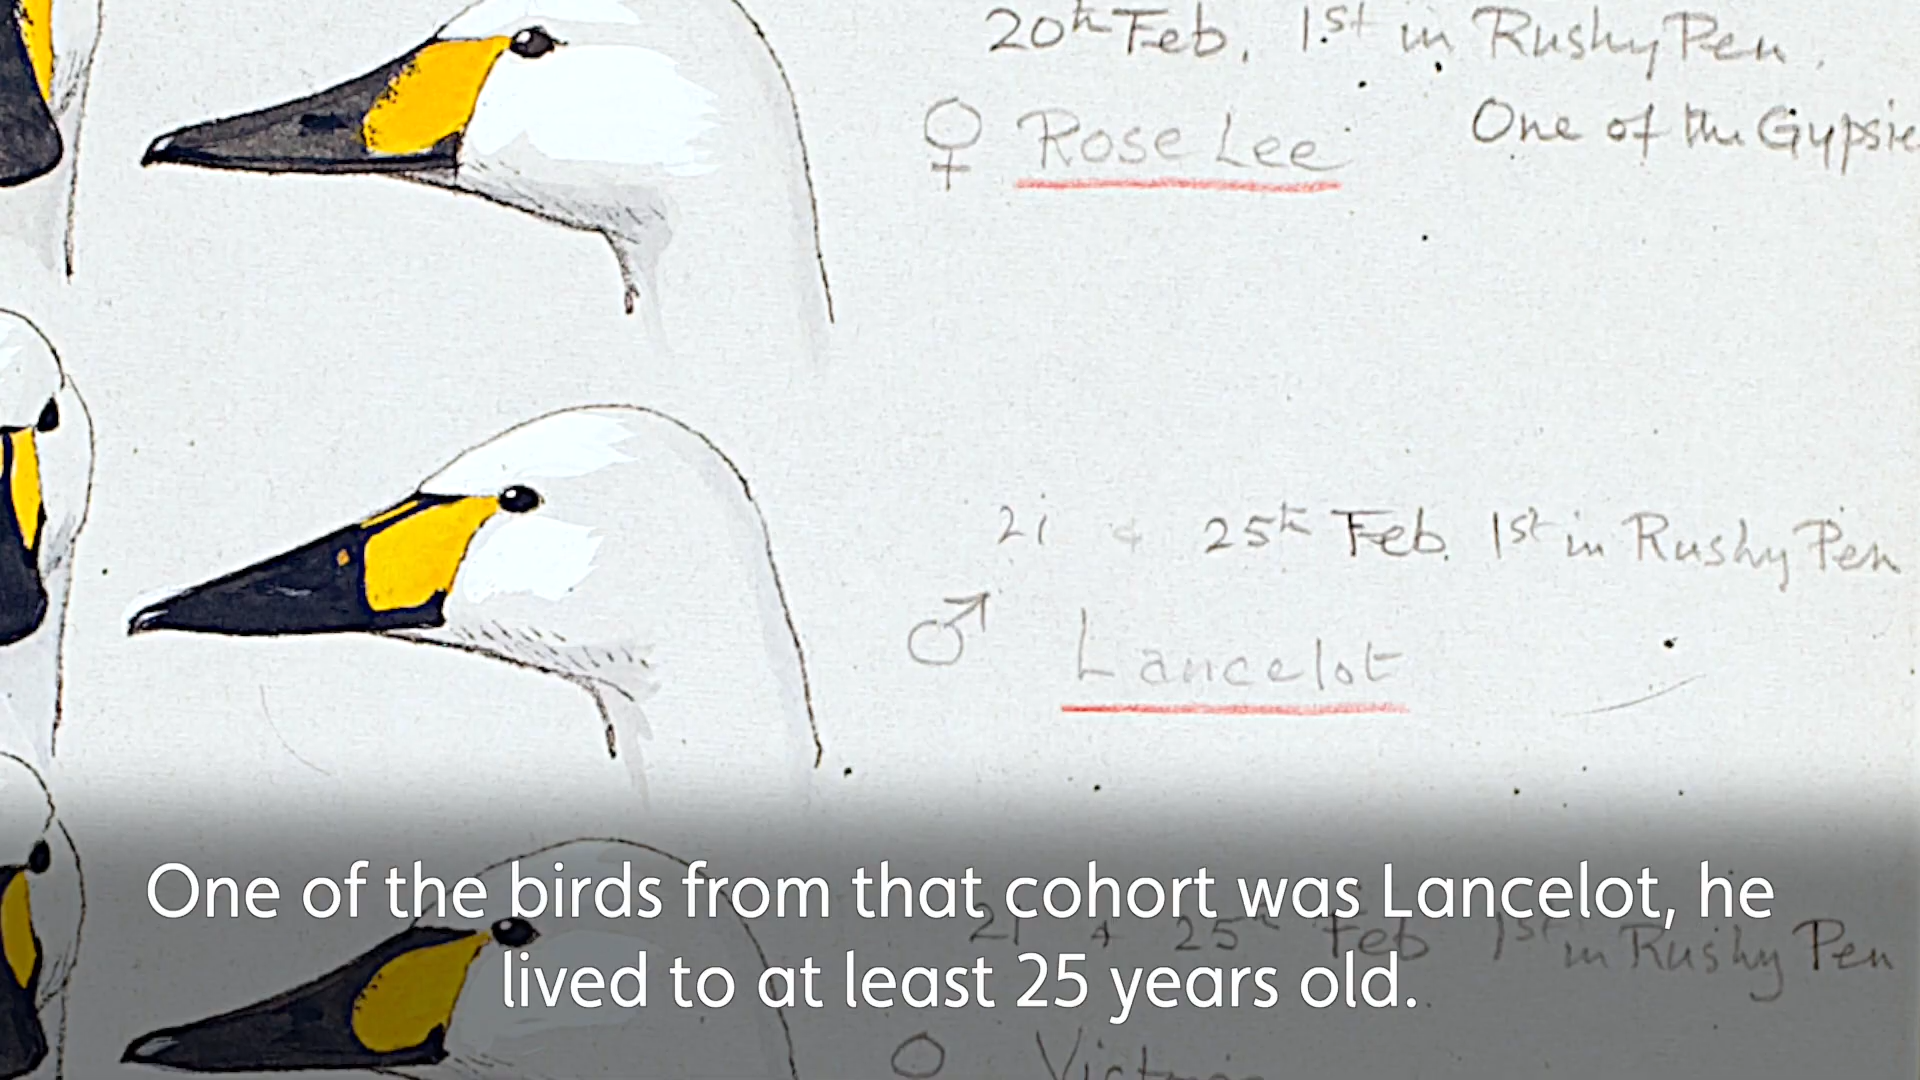 20th Feb. 1st in Rushy Pen.
♀ Rose Lee
One of the Gypsie
21 & 25th Feb. 1st in Rushy Pen
♂ Lancelot
One of the birds from that cohort was Lancelot, he
lived to at least 25 years old.
21 & 25th Feb 1st in Rushy Pen